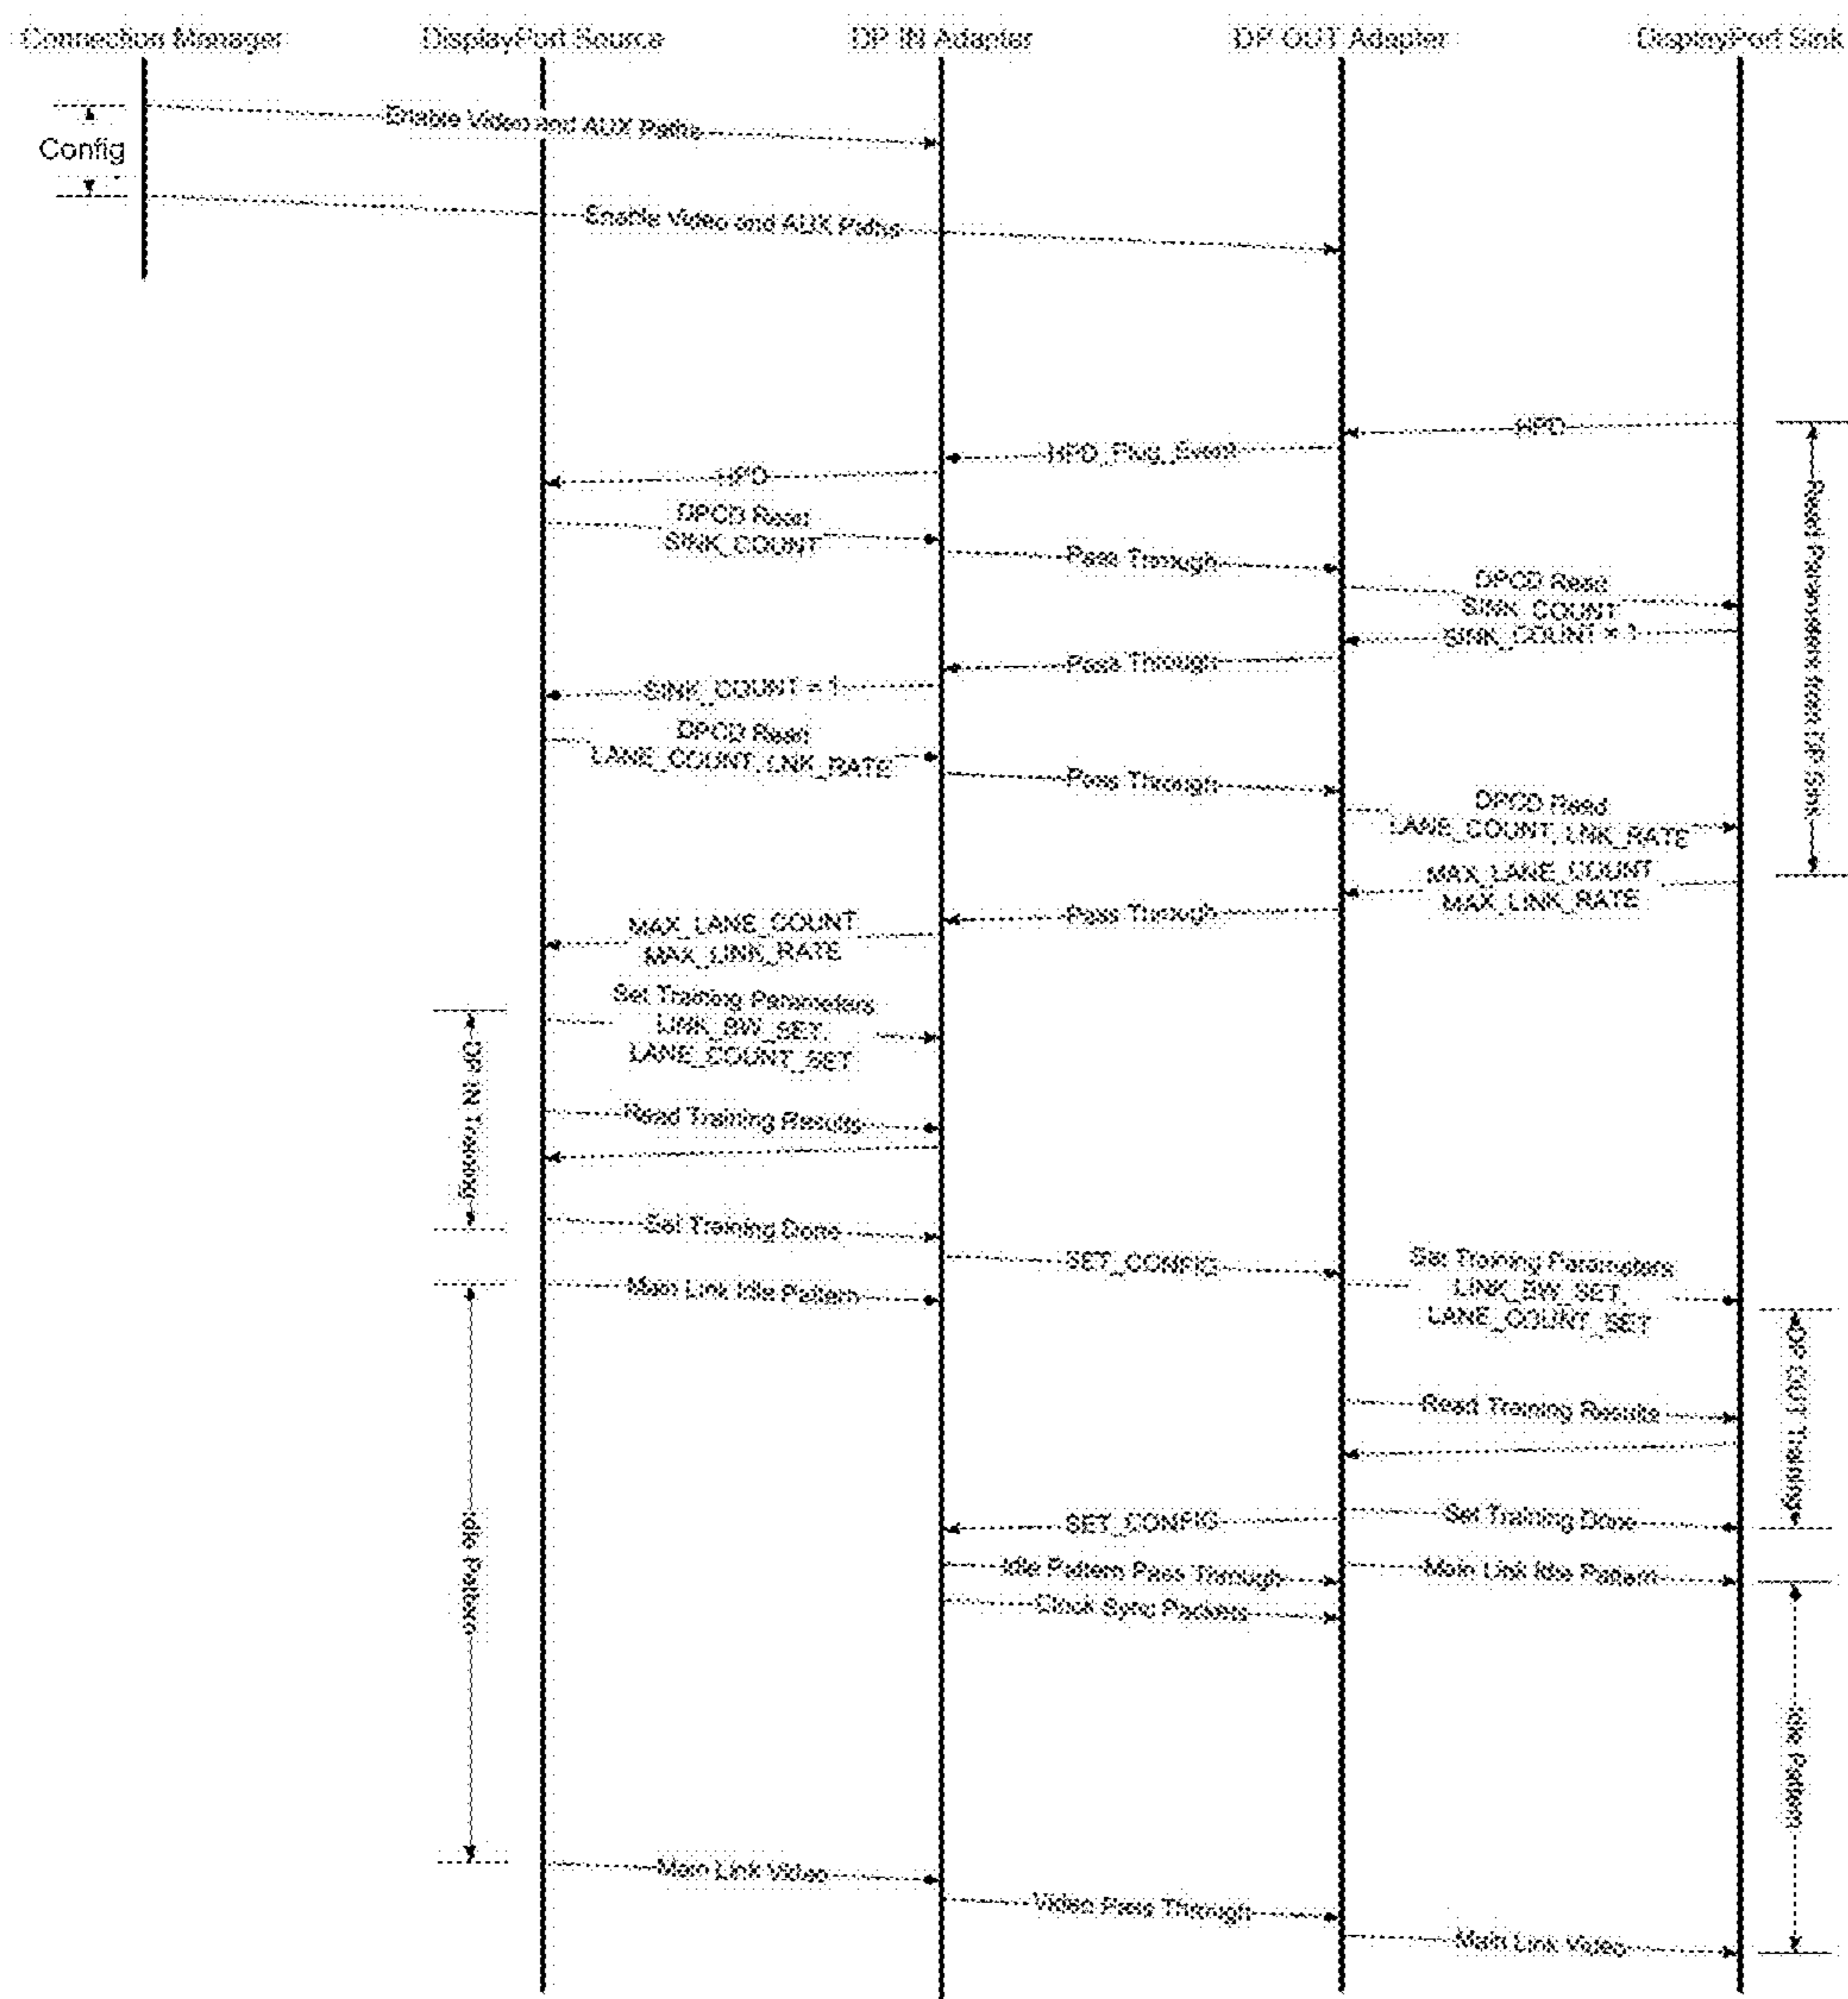 Connection Manager
DisplayPort Source
DP IN Adapter
DP OUT Adapter
DisplayPort Sink
Enable Video and AUX Paths
Config
Enable Video and AUX Paths
HPD
HPD_Plug_Event
HPD
DPCD Read
SINK_COUNT
Pass Through
DPCD Read
SINK_COUNT
SINK_COUNT = 1
Pass Through
SINK_COUNT = 1
DPCD Read
LANE_COUNT, LNK_RATE
Pass Through
DPCD Read
LANE_COUNT, LNK_RATE
Sink DP Link
MAX_LANE_COUNT
MAX_LINK_RATE
Pass Through
MAX_LANE_COUNT
MAX_LINK_RATE
Set Training Parameters
LINK_BW_SET,
LANE_COUNT_SET
DP IN Training
Read Training Results
Set Training Done
SET_CONFIG
Set Training Parameters
LINK_BW_SET,
LANE_COUNT_SET
Main Link Idle Pattern
DP OUT Training
Read Training Results
SET_CONFIG
Set Training Done
Idle Pattern Pass Through
Main Link Idle Pattern
Clock Sync Packets
Idle Pattern
Idle Pattern
Main Link Video
Video Pass Through
Main Link Video